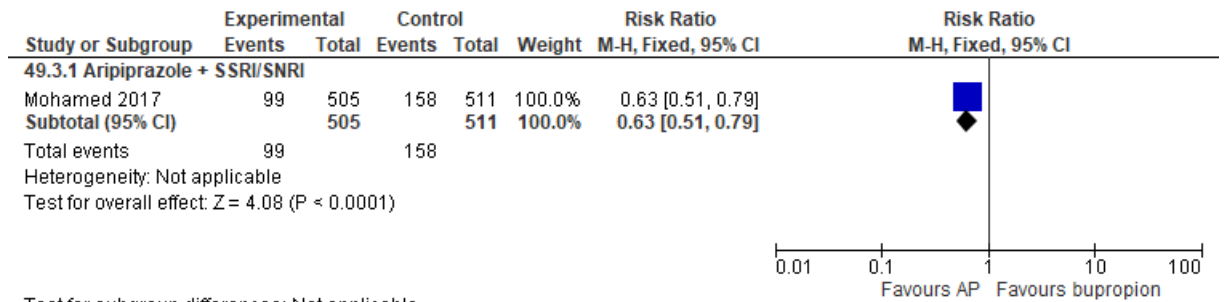 Experimental Control Risk Ratio Risk Ratio
Study or Subgroup Events Total Events Total Weight M-H, Fixed, 95% CI M-H, Fixed, 95% CI
49.3.1 Aripiprazole + SSRI/SNRI
Mohamed 2017 99 505 158 511 100.0% 0.63 [0.51, 0.79]
Subtotal (95% CI) 505 511 100.0% 0.63 [0.51, 0.79]
Total events 99 158
Heterogeneity: Not applicable
Test for overall effect: Z = 4.08 (P < 0.0001)
0.01 0.1 1 10 100
Favours AP Favours bupropion
Test for subgroup differences: Not applicable